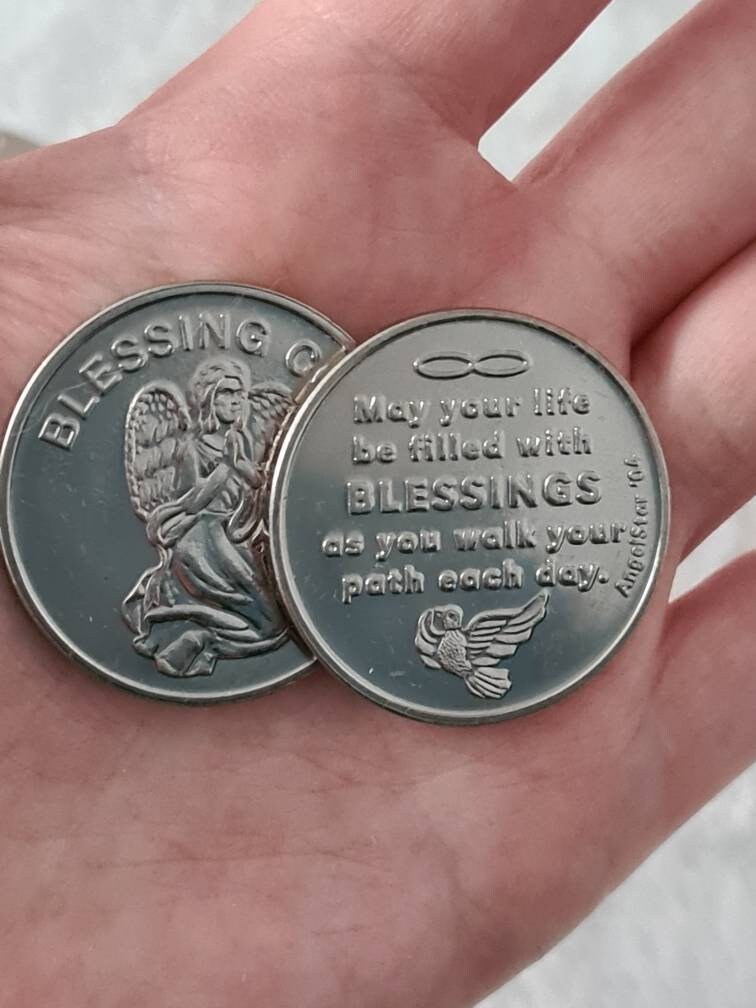 BLESSING C
May your life
be filled with
BLESSINGS
as you walk your
path each day.
AngelStar '04